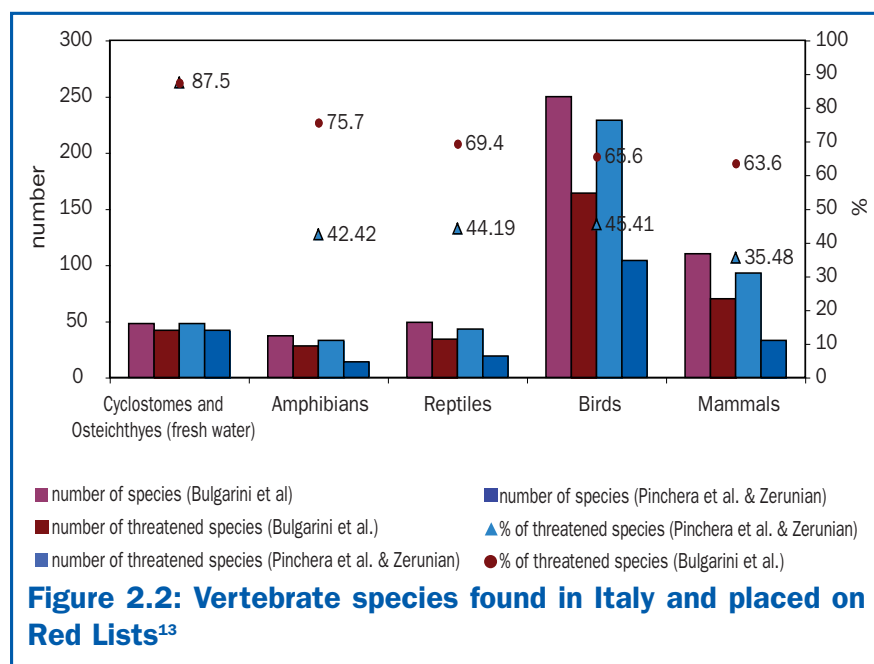 300
250
200
150
100
50
0
number
100
90
80
70
60
50
40
30
20
10
0
%
87.5
75.7
69.4
65.6
63.6
42.42
44.19
45.41
35.48
Cyclostomes and
Osteichthyes (fresh water)
Amphibians
Reptiles
Birds
Mammals
number of species (Bulgarini et al)
number of threatened species (Bulgarini et al.)
number of threatened species (Pinchera et al. & Zerunian)
number of species (Pinchera et al. & Zerunian)
% of threatened species (Pinchera et al. & Zerunian)
% of threatened species (Bulgarini et al.)
Figure 2.2: Vertebrate species found in Italy and placed on
Red Lists¹³